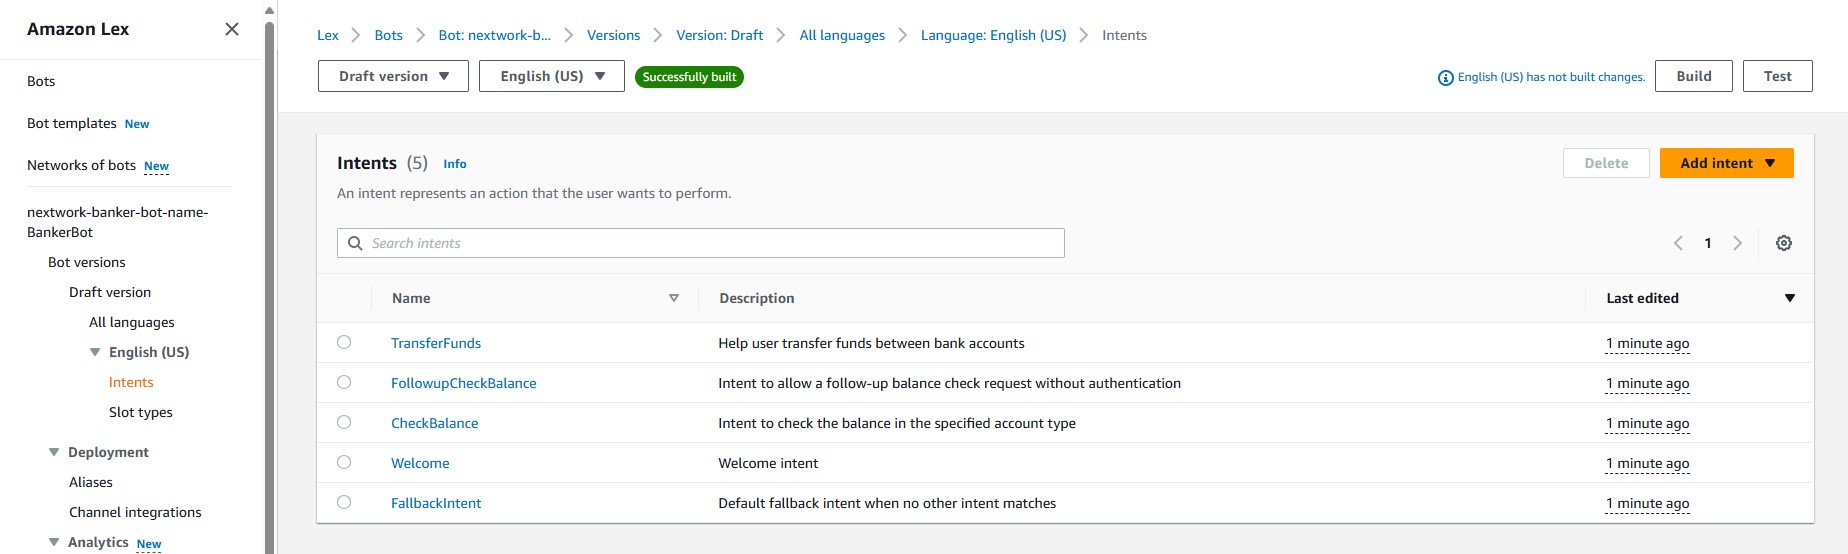 Amazon Lex
Bots
Bot templates New
Networks of bots New
nextwork-banker-bot-name-
BankerBot
Bot versions
Draft version
All languages
English (US)
Intents
Slot types
Deployment
Aliases
Channel integrations
Analytics New
Lex Bots Bot: nextwork-b... Versions Version: Draft All languages Language: English (US) Intents
Draft version English (US) Successfully built English (US) has not built changes. Build Test
Intents (5) Info Delete Add intent
An intent represents an action that the user wants to perform.
Search intents 1
Name Description Last edited
TransferFunds Help user transfer funds between bank accounts 1 minute ago
FollowupCheckBalance Intent to allow a follow-up balance check request without authentication 1 minute ago
CheckBalance Intent to check the balance in the specified account type 1 minute ago
Welcome Welcome intent 1 minute ago
FallbackIntent Default fallback intent when no other intent matches 1 minute ago